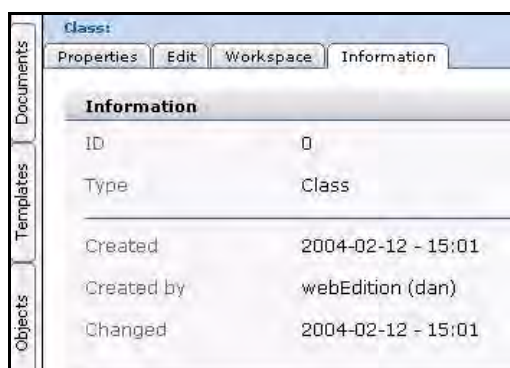 Class:
Properties Edit Workspace Information
Documents
Templates
Objects
Information
ID 0
Type Class
Created 2004-02-12 - 15:01
Created by webEdition (dan)
Changed 2004-02-12 - 15:01